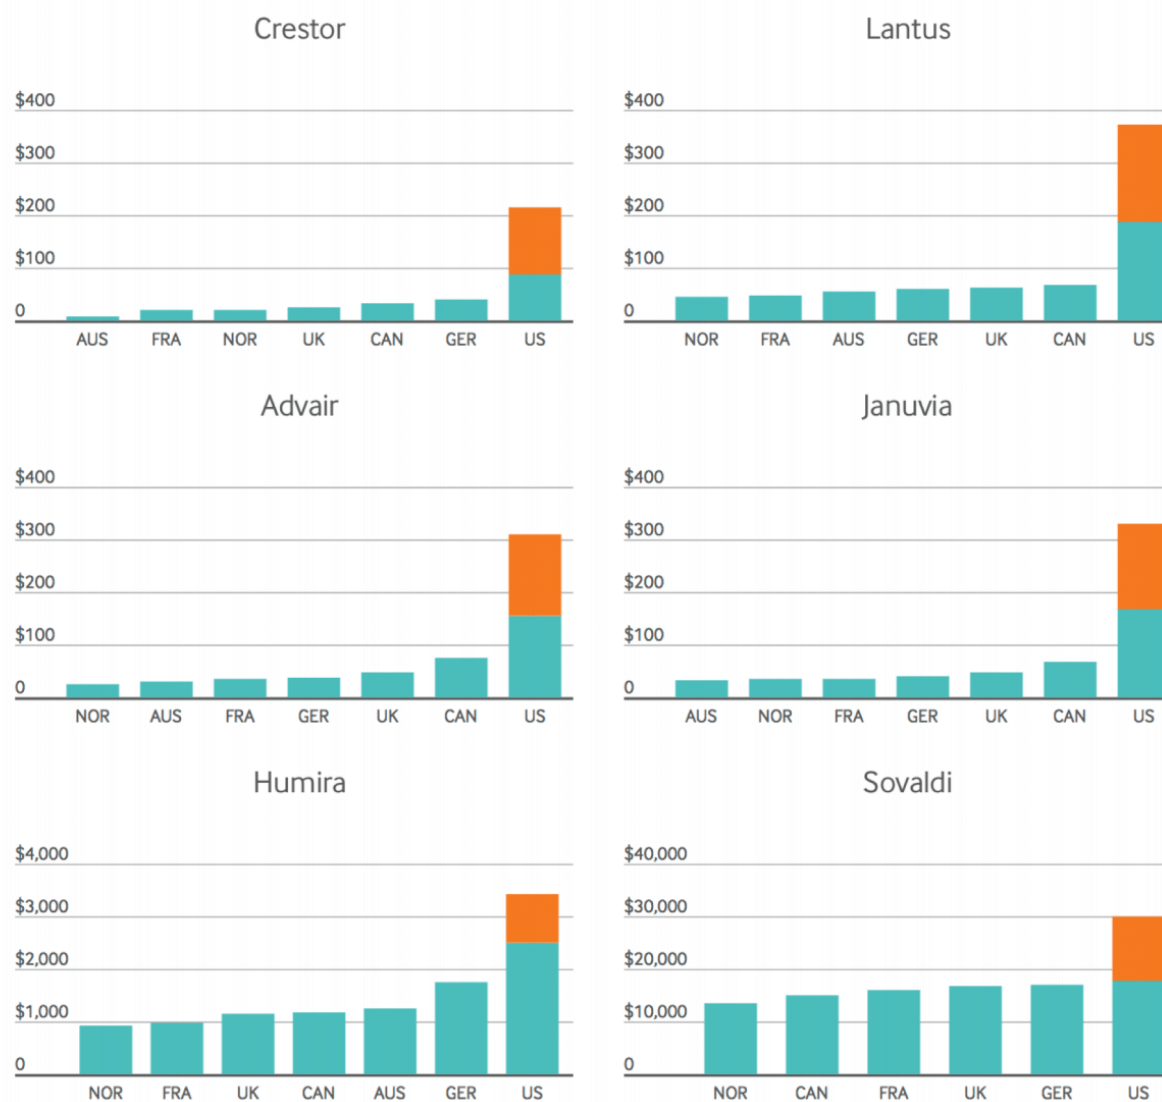 Crestor
$400
$300
$200
$100
0
AUS FRA NOR UK CAN GER US
Lantus
$400
$300
$200
$100
0
NOR FRA AUS GER UK CAN US
Advair
$400
$300
$200
$100
0
NOR AUS FRA GER UK CAN US
Januvia
$400
$300
$200
$100
0
AUS NOR FRA GER UK CAN US
Humira
$4,000
$3,000
$2,000
$1,000
0
NOR FRA UK CAN AUS GER US
Sovaldi
$40,000
$30,000
$20,000
$10,000
0
NOR CAN FRA UK GER US